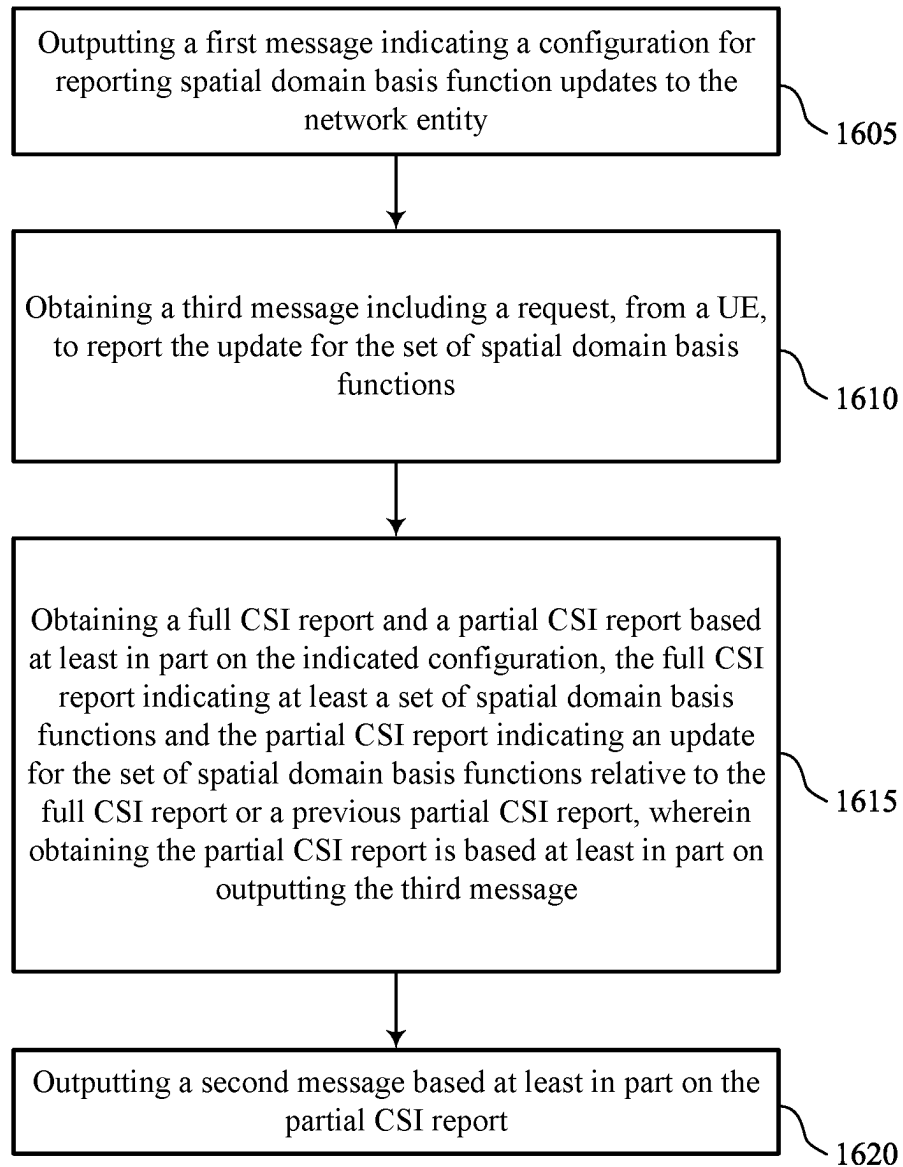 Outputting a first message indicating a configuration for
reporting spatial domain basis function updates to the
network entity
1605
Obtaining a third message including a request, from a UE,
to report the update for the set of spatial domain basis
functions
1610
Obtaining a full CSI report and a partial CSI report based
at least in part on the indicated configuration, the full CSI
report indicating at least a set of spatial domain basis
functions and the partial CSI report indicating an update
for the set of spatial domain basis functions relative to the
full CSI report or a previous partial CSI report, wherein
obtaining the partial CSI report is based at least in part on
outputting the third message
1615
Outputting a second message based at least in part on the
partial CSI report
1620